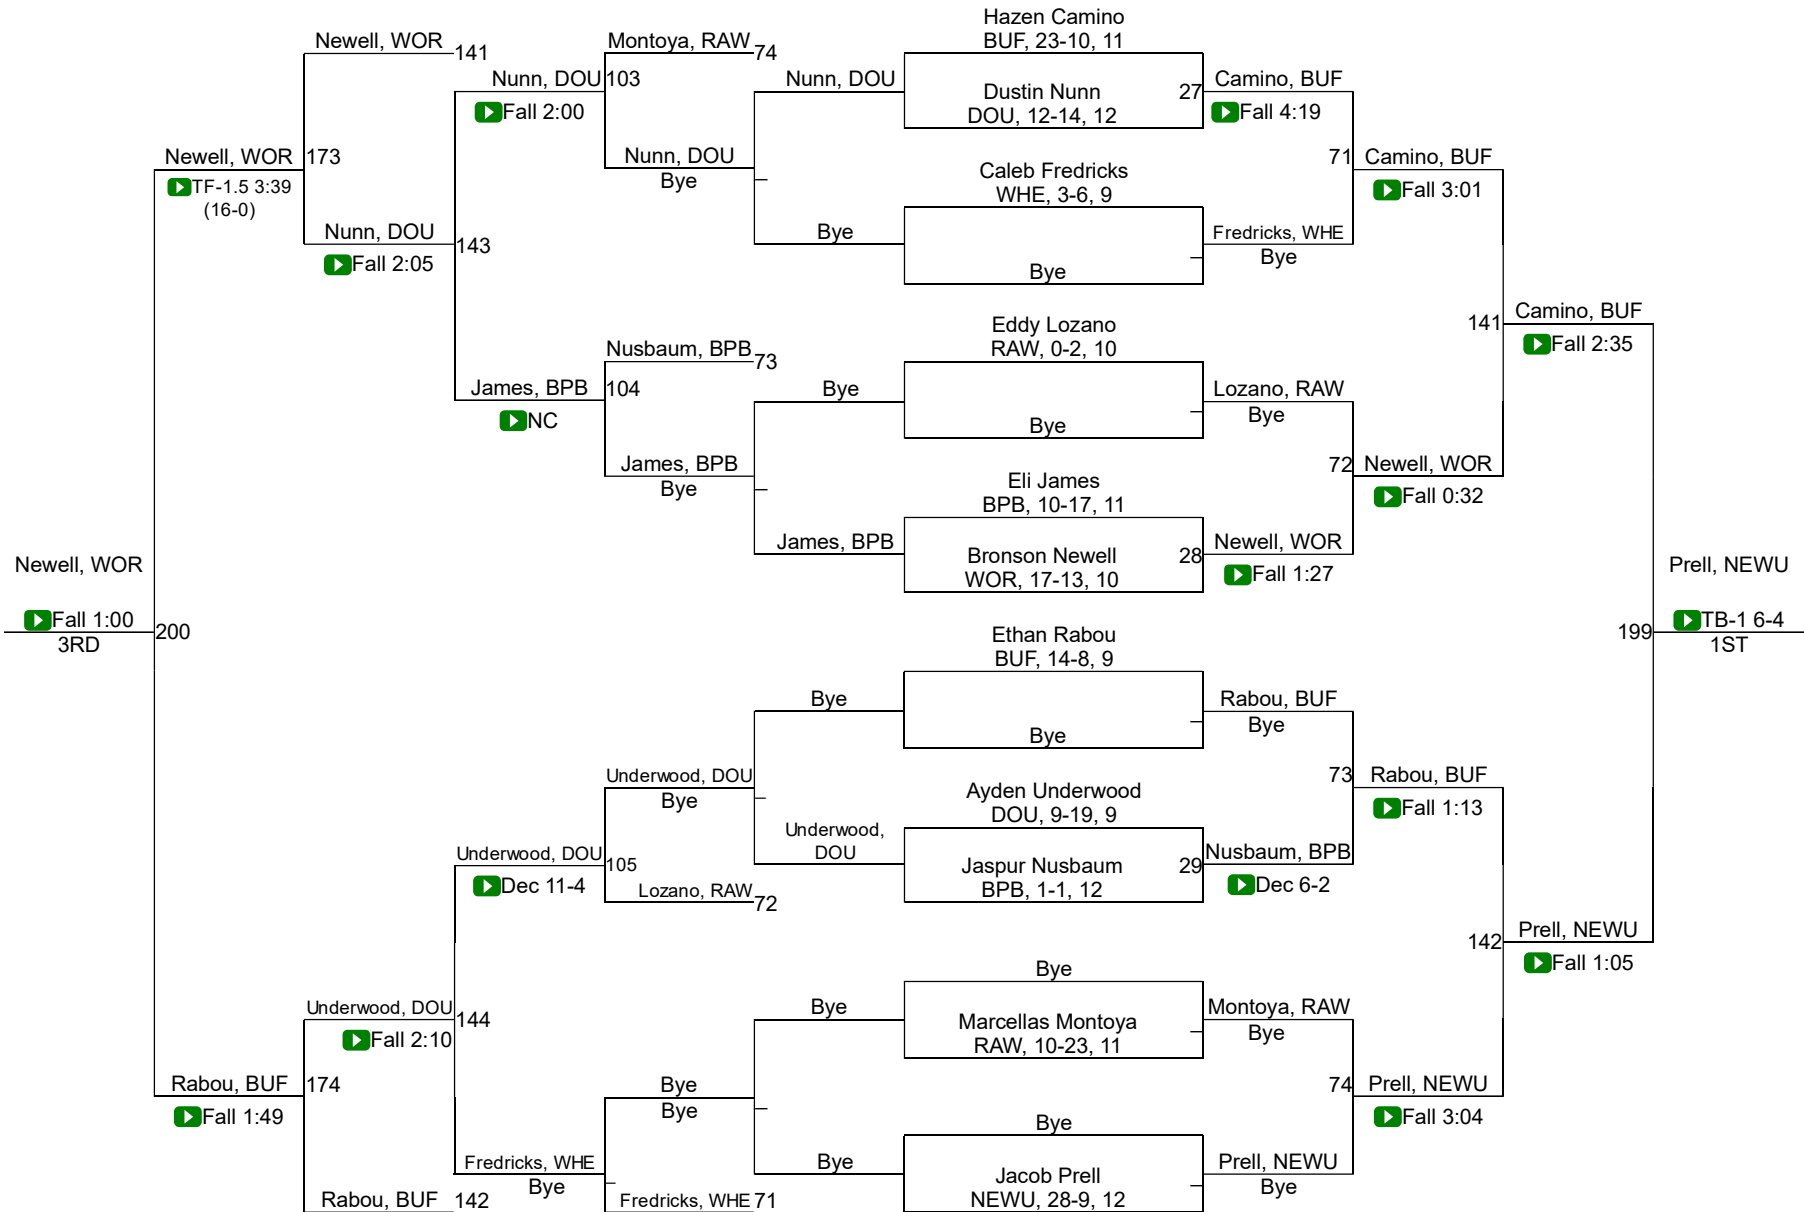 Hazen Camino
BUF, 23-10, 11
Newell, WOR
141
Montoya, RAW
74
Nunn, DOU
103
Fall 2:00
Nunn, DOU
Dustin Nunn
DOU, 12-14, 12
27
Camino, BUF
Fall 4:19
Newell, WOR
173
TF-1.5 3:39
(16-0)
Nunn, DOU
Bye
Caleb Fredricks
WHE, 3-6, 9
71
Camino, BUF
Fall 3:01
Nunn, DOU
143
Fall 2:05
Bye
Bye
Fredricks, WHE
Bye
Eddy Lozano
RAW, 0-2, 10
141
Camino, BUF
Fall 2:35
Nusbaum, BPB
73
James, BPB
104
NC
Bye
Bye
Lozano, RAW
Bye
James, BPB
Bye
Eli James
BPB, 10-17, 11
72
Newell, WOR
Fall 0:32
James, BPB
Bronson Newell
WOR, 17-13, 10
28
Newell, WOR
Fall 1:27
Newell, WOR
Fall 1:00
3RD
200
Prell, NEWU
199
TB-1 6-4
1ST
Ethan Rabou
BUF, 14-8, 9
Bye
Bye
Rabou, BUF
Bye
Underwood, DOU
Bye
Ayden Underwood
DOU, 9-19, 9
73
Rabou, BUF
Fall 1:13
Underwood,
DOU
Jaspur Nusbaum
BPB, 1-1, 12
29
Nusbaum, BPB
Dec 6-2
Underwood, DOU
105
Dec 11-4
Lozano, RAW
72
142
Prell, NEWU
Fall 1:05
Bye
Underwood, DOU
144
Fall 2:10
Bye
Marcellas Montoya
RAW, 10-23, 11
Montoya, RAW
Bye
Rabou, BUF
174
Fall 1:49
Bye
Bye
74
Prell, NEWU
Fall 3:04
Bye
Fredricks, WHE
Bye
Bye
Jacob Prell
NEWU, 28-9, 12
Prell, NEWU
Bye
Rabou, BUF
142
Fredricks, WHE
71